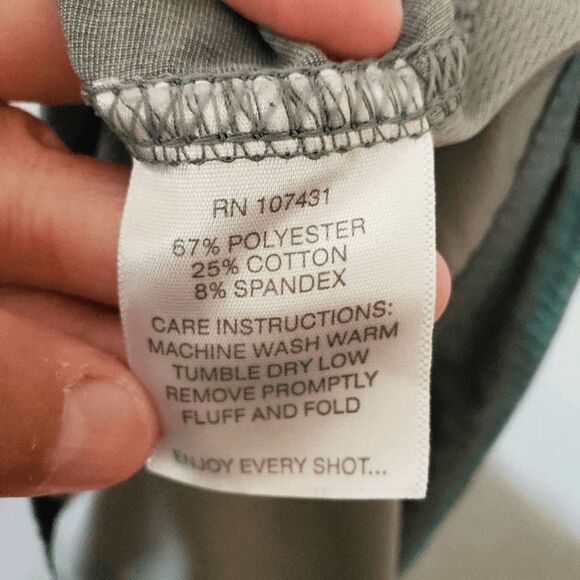 RN 107431
67% POLYESTER
25% COTTON
8% SPANDEX
CARE INSTRUCTIONS:
MACHINE WASH WARM
TUMBLE DRY LOW
REMOVE PROMPTLY
FLUFF AND FOLD
ENJOY EVERY SHOT...